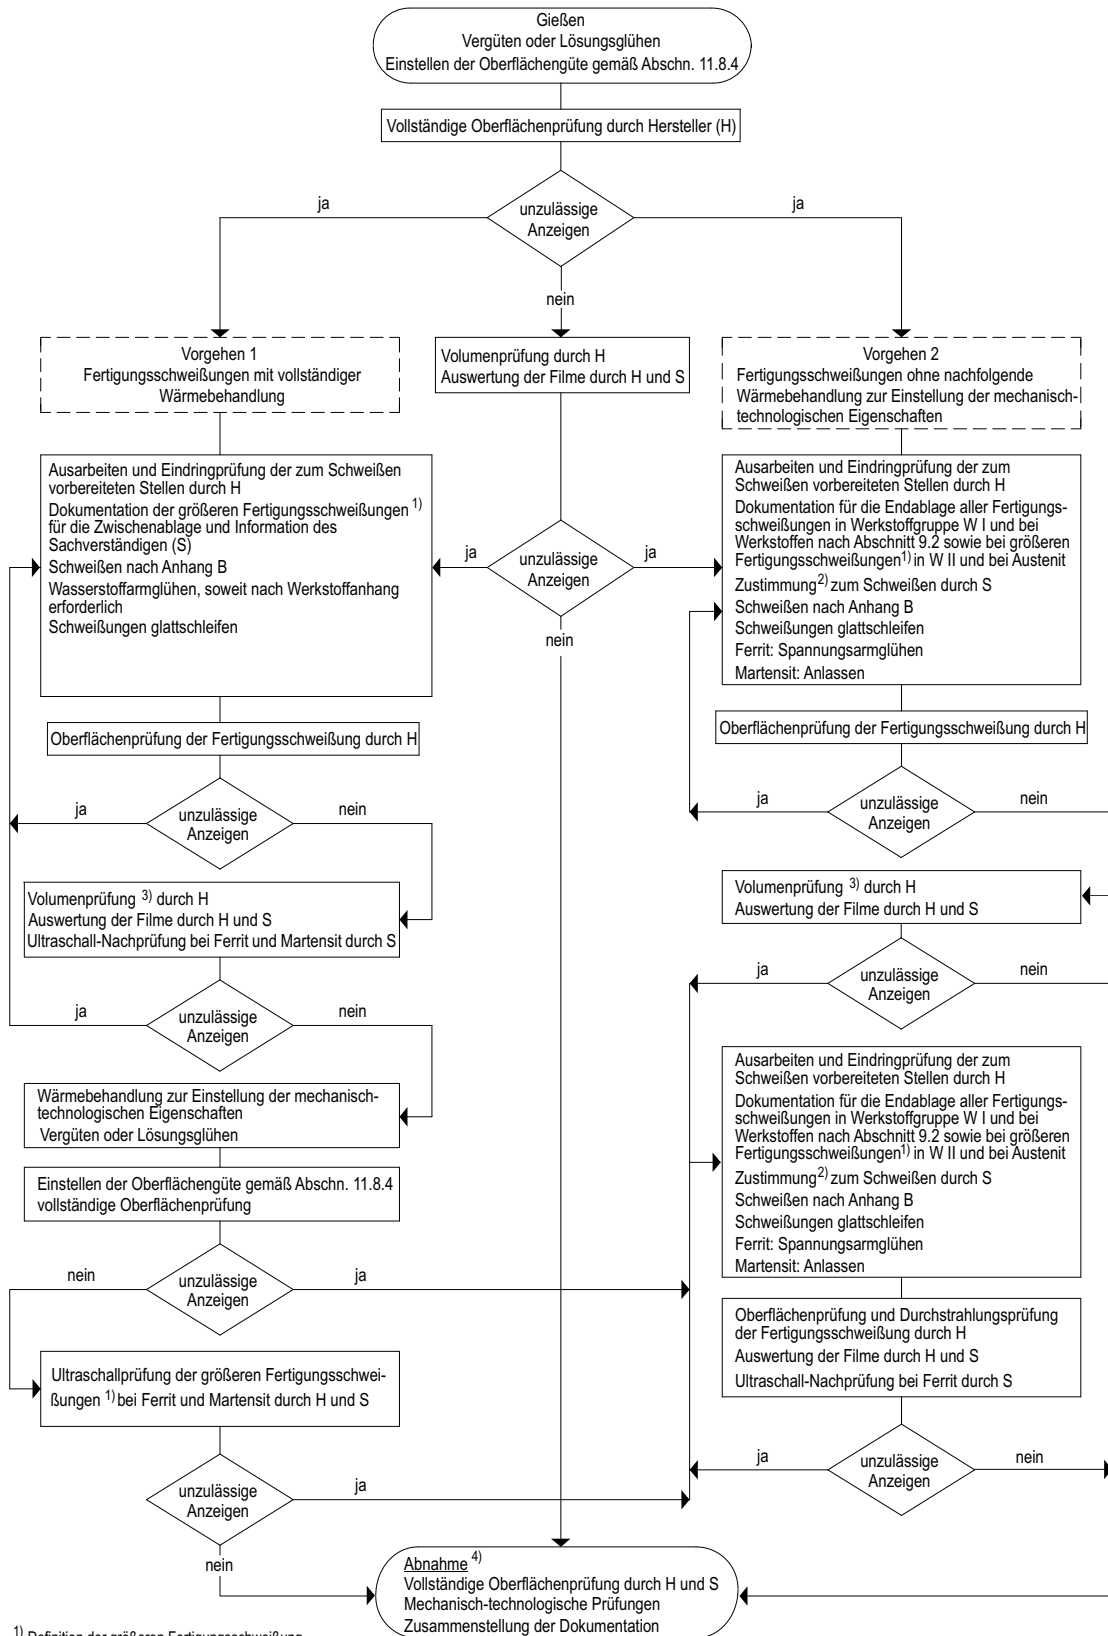 Gießen
Vergüten oder Lösungsglühen
Einstellen der Oberflächengüte gemäß Abschn. 11.8.4
Vollständige Oberflächenprüfung durch Hersteller (H)
ja
unzulässige
Anzeigen
ja
nein
Vorgehen 1
Fertigungsschweißungen mit vollständiger
Wärmebehandlung
Volumenprüfung durch H
Auswertung der Filme durch H und S
Vorgehen 2
Fertigungsschweißungen ohne nachfolgende
Wärmebehandlung zur Einstellung der mechanisch-
technologischen Eigenschaften
Ausarbeiten und Eindringprüfung der zum Schweißen
vorbereiteten Stellen durch H
Dokumentation der größeren Fertigungsschweißungen 1)
für die Zwischenablage und Information des
Sachverständigen (S)
Schweißen nach Anhang B
Wasserstoffarmglühen, soweit nach Werkstoffanhang
erforderlich
Schweißungen glattschleifen
ja
unzulässige
Anzeigen
ja
nein
Ausarbeiten und Eindringprüfung der zum
Schweißen vorbereiteten Stellen durch H
Dokumentation für die Endablage aller Fertigungs-
schweißungen in Werkstoffgruppe W I und bei
Werkstoffen nach Abschnitt 9.2 sowie bei größeren
Fertigungsschweißungen1) in W II und bei Austenit
Zustimmung2) zum Schweißen durch S
Schweißen nach Anhang B
Schweißungen glattschleifen
Ferrit: Spannungsarmglühen
Martensit: Anlassen
Oberflächenprüfung der Fertigungsschweißung durch H
Oberflächenprüfung der Fertigungsschweißung durch H
ja
unzulässige
Anzeigen
nein
ja
unzulässige
Anzeigen
nein
Volumenprüfung 3) durch H
Auswertung der Filme durch H und S
Ultraschall-Nachprüfung bei Ferrit und Martensit durch S
Volumenprüfung 3) durch H
Auswertung der Filme durch H und S
ja
unzulässige
Anzeigen
nein
ja
unzulässige
Anzeigen
nein
Wärmebehandlung zur Einstellung der mechanisch-
technologischen Eigenschaften
Vergüten oder Lösungsglühen
Einstellen der Oberflächengüte gemäß Abschn. 11.8.4
vollständige Oberflächenprüfung
Ausarbeiten und Eindringprüfung der zum
Schweißen vorbereiteten Stellen durch H
Dokumentation für die Endablage aller Fertigungs-
schweißungen in Werkstoffgruppe W I und bei
Werkstoffen nach Abschnitt 9.2 sowie bei größeren
Fertigungsschweißungen1) in W II und bei Austenit
Zustimmung2) zum Schweißen durch S
Schweißen nach Anhang B
Schweißungen glattschleifen
Ferrit: Spannungsarmglühen
Martensit: Anlassen
nein
unzulässige
Anzeigen
ja
Oberflächenprüfung und Durchstrahlungsprüfung
der Fertigungsschweißung durch H
Auswertung der Filme durch H und S
Ultraschall-Nachprüfung bei Ferrit durch S
Ultraschallprüfung der größeren Fertigungsschwei-
ßungen 1) bei Ferrit und Martensit durch H und S
ja
unzulässige
Anzeigen
nein
unzulässige
Anzeigen
ja
nein
Abnahme 4)
Vollständige Oberflächenprüfung durch H und S
Mechanisch-technologische Prüfungen
Zusammenstellung der Dokumentation
1) Definition der größeren Fertigungsschweißung